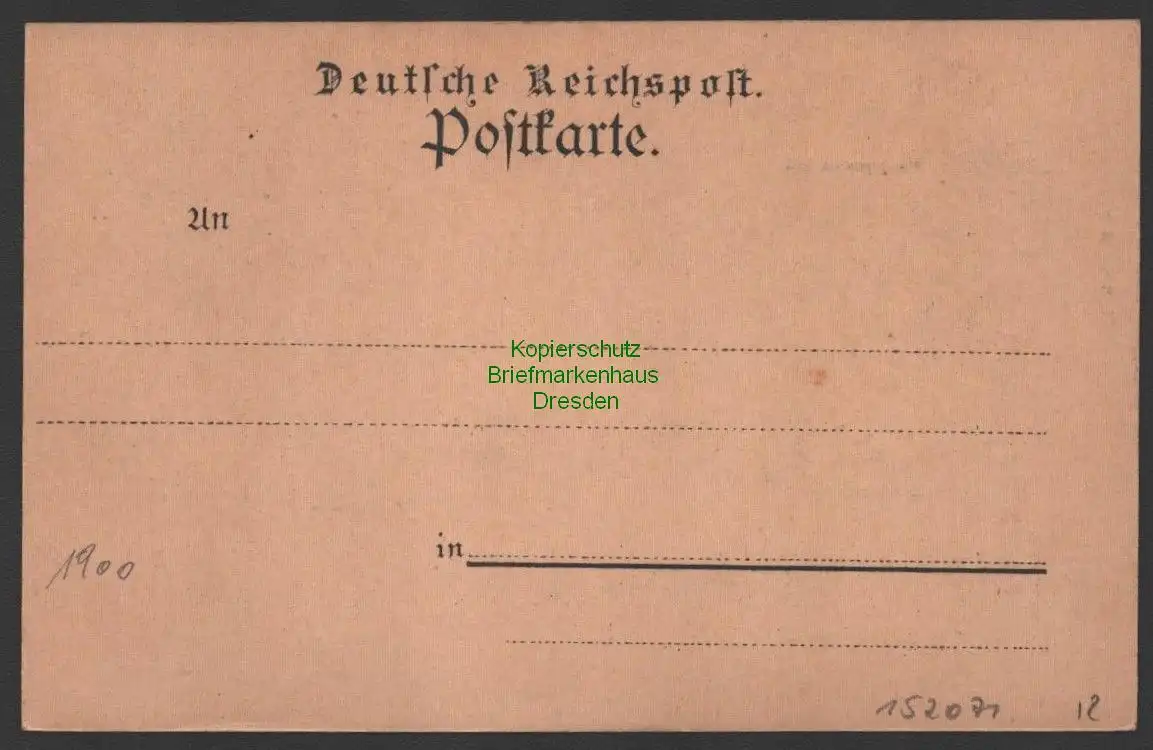 Deutſche Reichspoſt.
Poſtkarte.
An
Kopierschutz
Briefmarkenhaus
Dresden
in
1900
152071 12